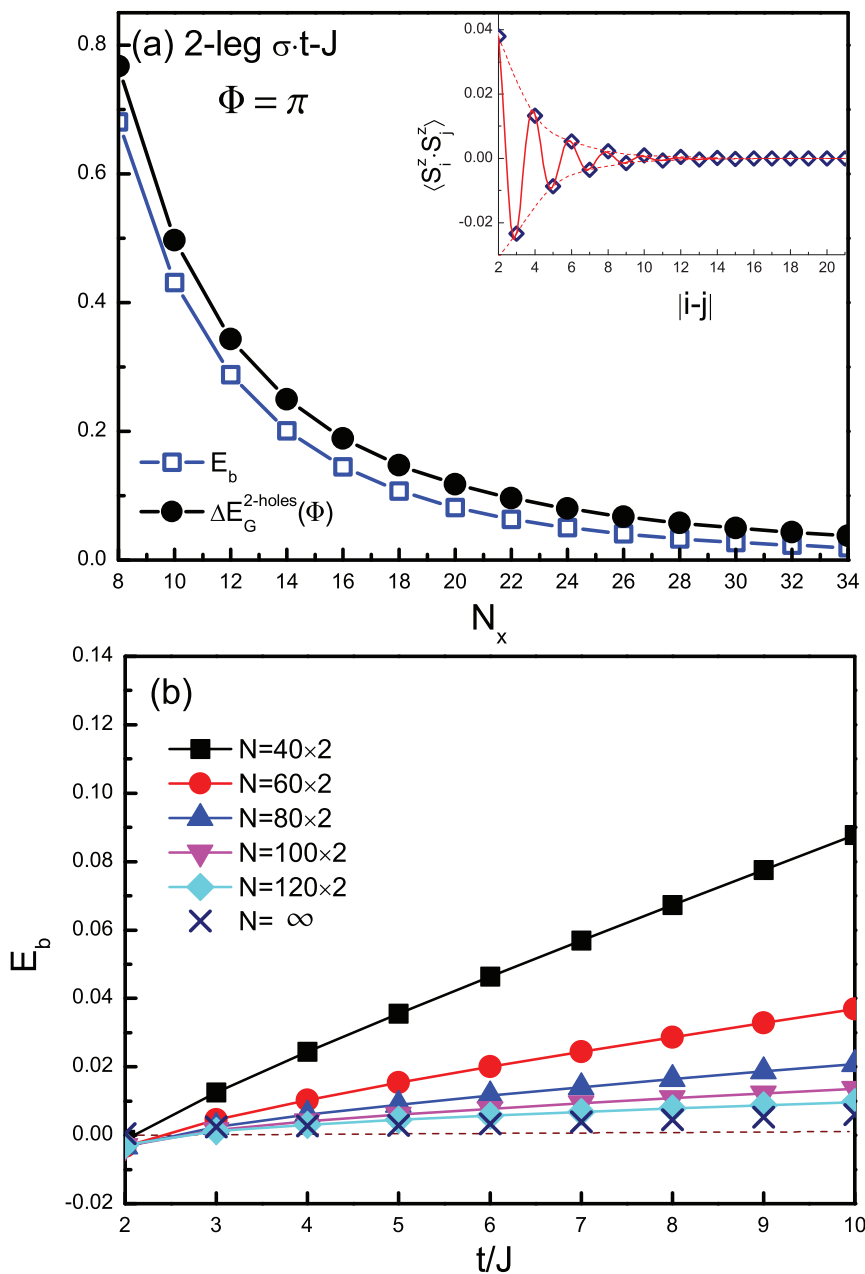 (a) 2-leg σ·t-J
Φ = π
0.8
0.6
0.4
0.2
0.0
8 10 12 14 16 18 20 22 24 26 28 30 32 34
N_x
E_b
ΔE_G^{2-holes}(Φ)
0.04
0.02
0.00
-0.02
⟨S_i^z·S_j^z⟩
2 4 6 8 10 12 14 16 18 20
|i-j|
(b)
0.14
0.12
0.10
0.08
0.06
0.04
0.02
0.00
-0.02
E_b
N=40×2
N=60×2
N=80×2
N=100×2
N=120×2
N= ∞
2 3 4 5 6 7 8 9 10
t/J